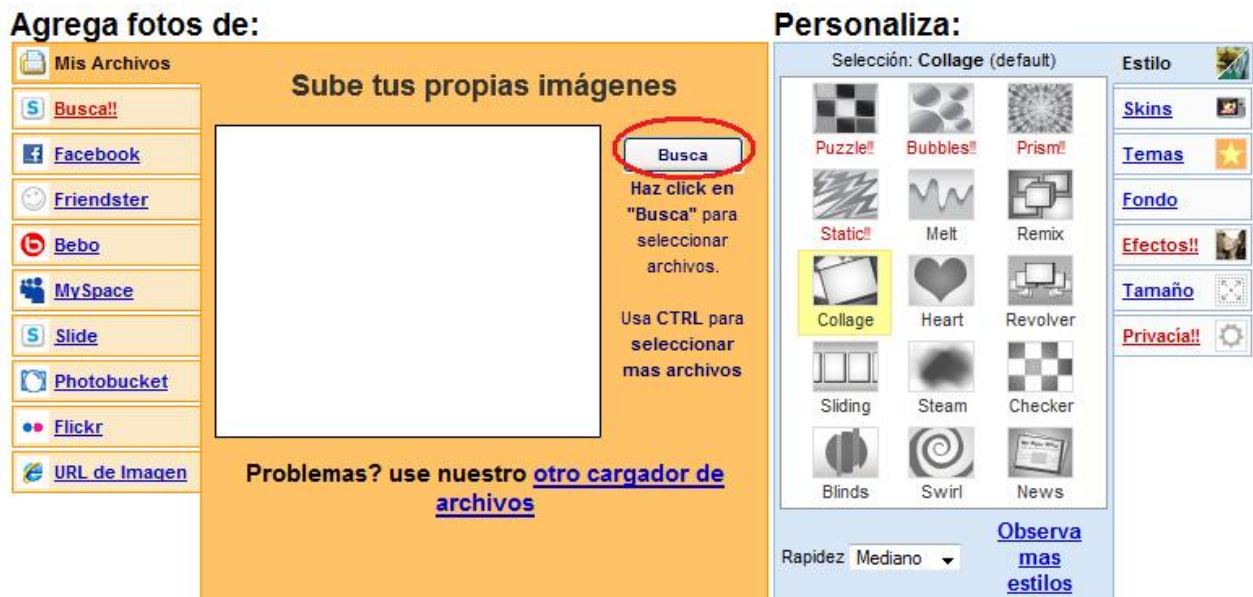 Agrega fotos de:
Mis Archivos
Busca!!
Facebook
Friendster
Bebo
MySpace
Slide
Photobucket
Flickr
URL de Imagen
Sube tus propias imágenes
Busca
Haz click en
"Busca" para
seleccionar
archivos.
Usa CTRL para
seleccionar
mas archivos
Problemas? use nuestro otro cargador de
archivos
Personaliza:
Selección: Collage (default)
Puzzle!! Bubbles!! Prism!!
Static!! Melt Remix
Collage Heart Revolver
Sliding Steam Checker
Blinds Swirl News
Rapidez Mediano
Observa
mas
estilos
Estilo
Skins
Temas
Fondo
Efectos!!
Tamaño
Privacía!!